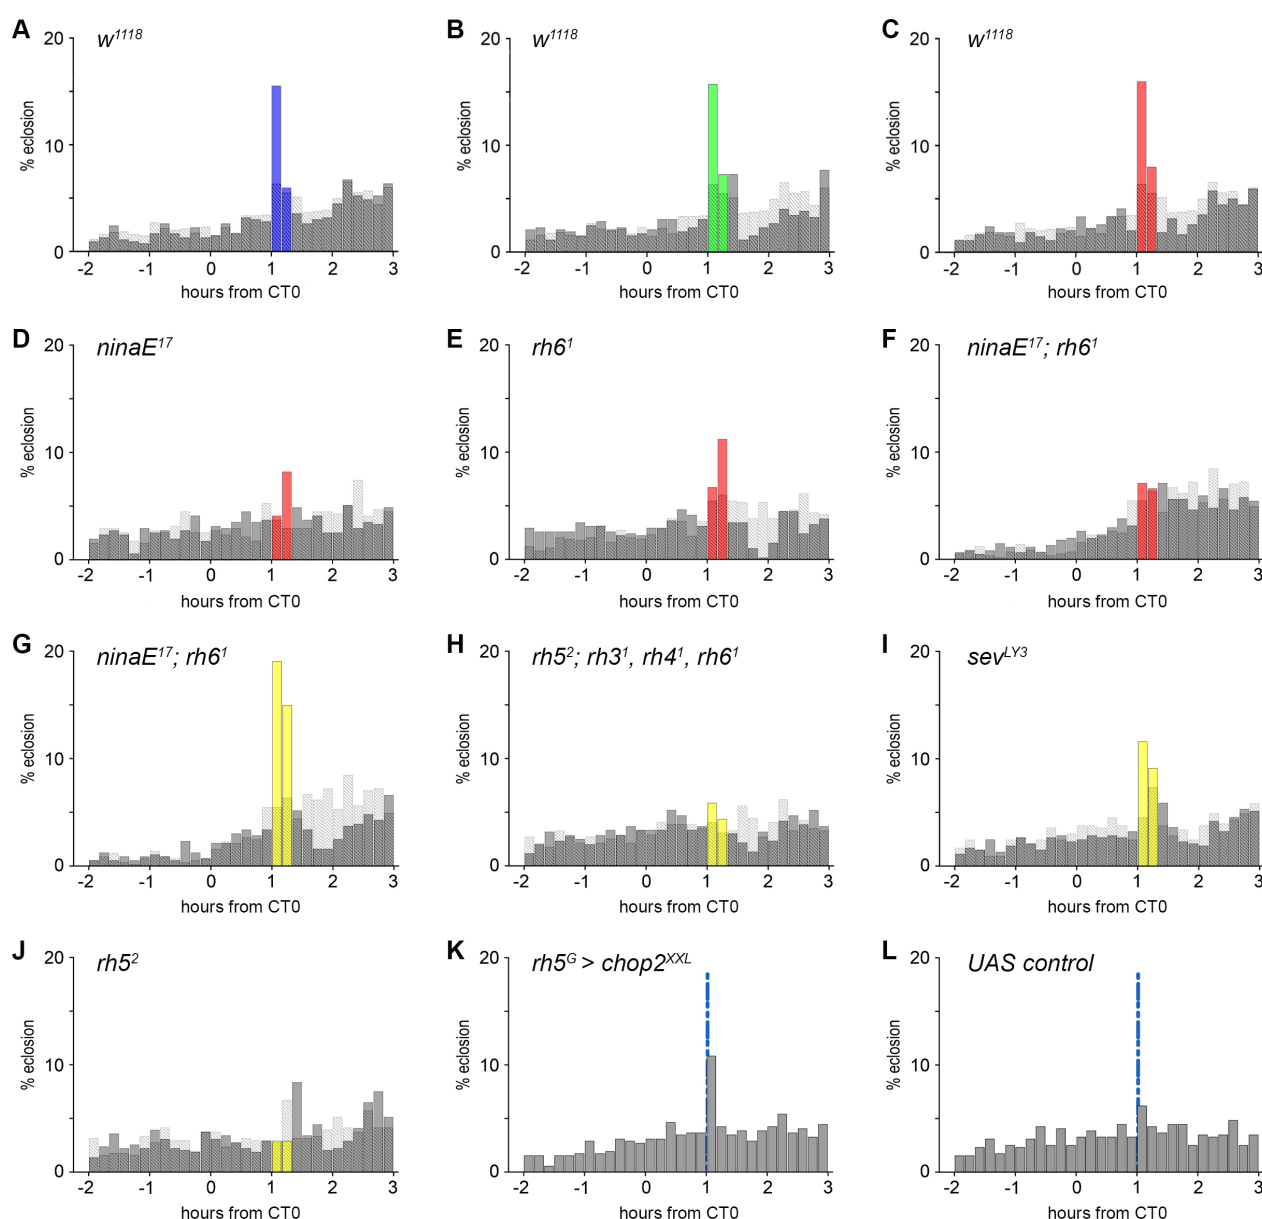 A w1118
20
10
0
% eclosion
-2 -1 0 1 2 3
hours from CT0
B w1118
20
10
0
% eclosion
-2 -1 0 1 2 3
hours from CT0
C w1118
20
10
0
% eclosion
-2 -1 0 1 2 3
hours from CT0
D ninaE17
20
10
0
% eclosion
-2 -1 0 1 2 3
hours from CT0
E rh61
20
10
0
% eclosion
-2 -1 0 1 2 3
hours from CT0
F ninaE17; rh61
20
10
0
% eclosion
-2 -1 0 1 2 3
hours from CT0
G ninaE17; rh61
20
10
0
% eclosion
-2 -1 0 1 2 3
hours from CT0
H rh52; rh31, rh41, rh61
20
10
0
% eclosion
-2 -1 0 1 2 3
hours from CT0
I sevLY3
20
10
0
% eclosion
-2 -1 0 1 2 3
hours from CT0
J rh52
20
10
0
% eclosion
-2 -1 0 1 2 3
hours from CT0
K rh5G > chop2XXL
20
10
0
% eclosion
-2 -1 0 1 2 3
hours from CT0
L UAS control
20
10
0
% eclosion
-2 -1 0 1 2 3
hours from CT0